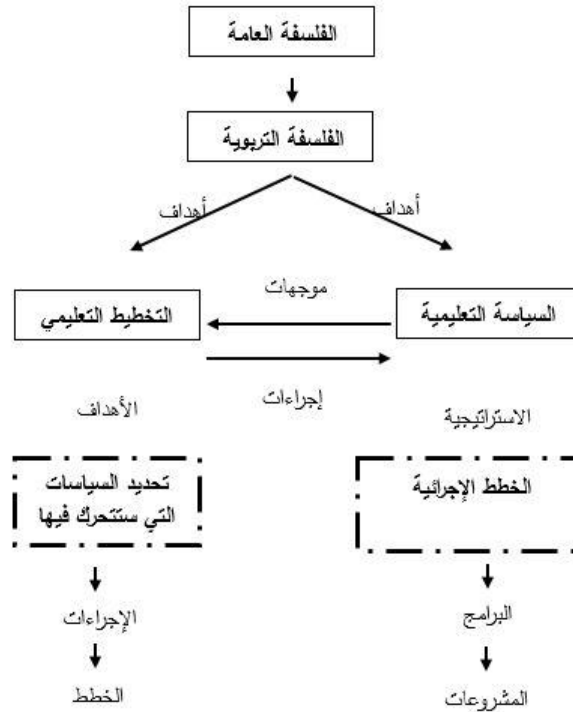 الفلسفة العامة
الفلسفة التربوية
أهداف
أهداف
موجهات
السياسة التعليمية
التخطيط التعليمي
إجراءات
الاستراتيجية
الأهداف
الخطط الإجرائية
تحديد السياسات
التي ستتحرك فيها
البرامج
الإجراءات
المشروعات
الخطط